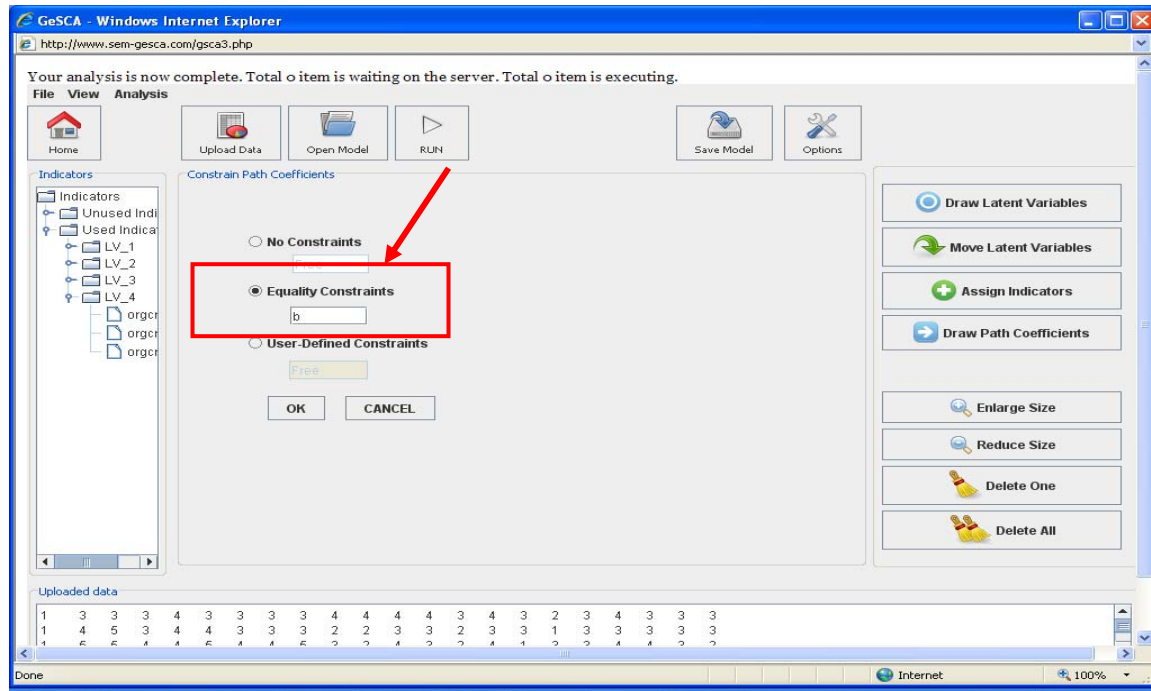 GeSCA - Windows Internet Explorer
http://www.sem-gesca.com/gsca3.php
Your analysis is now complete. Total 0 item is waiting on the server. Total 0 item is executing.
File View Analysis
Home Upload Data Open Model RUN Save Model Options
Indicators
Indicators
Unused Indi
Used Indica
LV_1
LV_2
LV_3
LV_4
orgcr
orgcr
orgcr
Constrain Path Coefficients
No Constraints
Free
Equality Constraints
b
User-Defined Constraints
Free
OK CANCEL
Draw Latent Variables
Move Latent Variables
Assign Indicators
Draw Path Coefficients
Enlarge Size
Reduce Size
Delete One
Delete All
Uploaded data
1 3 3 3 4 3 3 3 3 4 4 4 4 3 4 3 2 3 4 3 3 3
1 4 5 3 4 4 3 3 3 2 2 3 3 2 3 3 1 3 3 3 3 3
Done Internet 100%